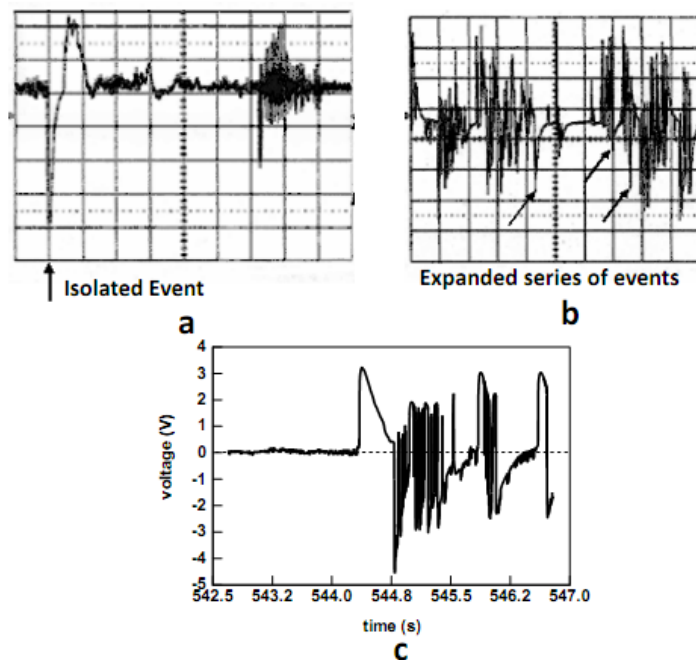 Isolated Event
a
Expanded series of events
b
4
3
2
1
0
-1
-2
-3
-4
-5
voltage (V)
542.5 543.2 544.0 544.8 545.5 546.2 547.0
time (s)
c